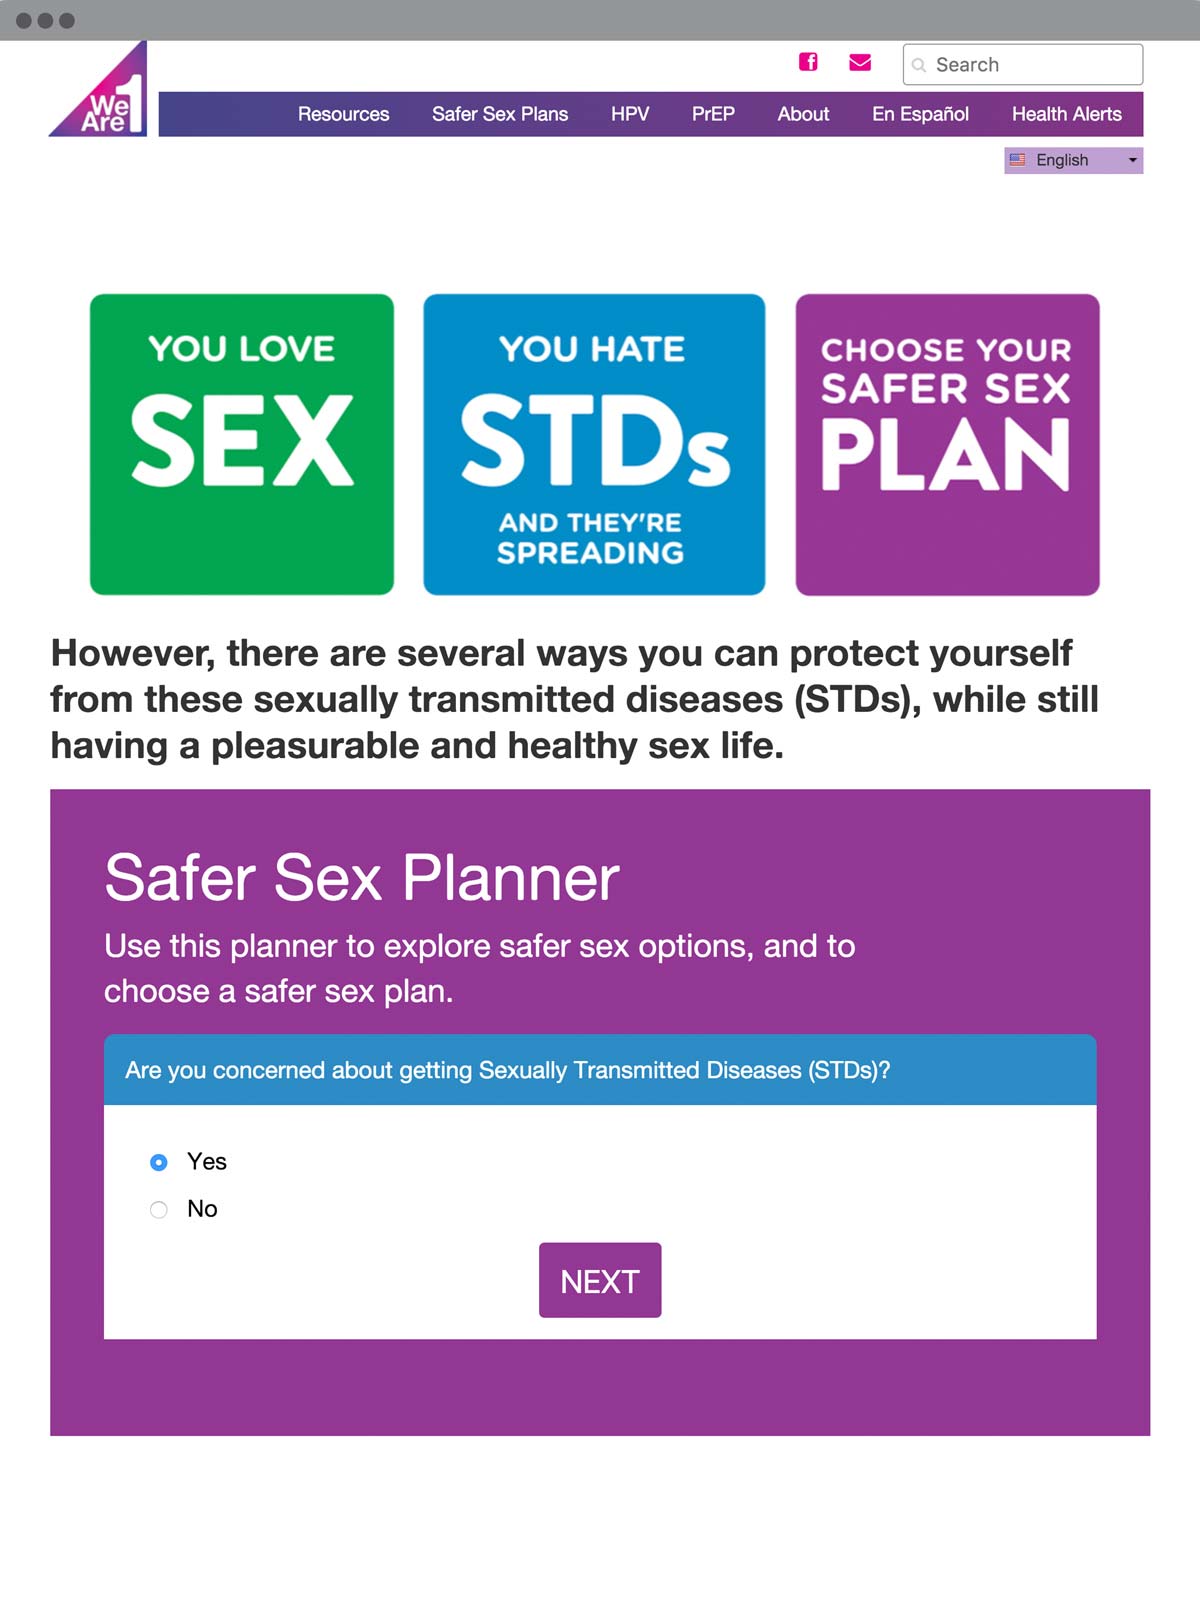 We
Are 1
Search
Resources Safer Sex Plans HPV PrEP About En Español Health Alerts
English
YOU LOVE
SEX
YOU HATE
STDs
AND THEY'RE
SPREADING
CHOOSE YOUR
SAFER SEX
PLAN
However, there are several ways you can protect yourself
from these sexually transmitted diseases (STDs), while still
having a pleasurable and healthy sex life.
Safer Sex Planner
Use this planner to explore safer sex options, and to
choose a safer sex plan.
Are you concerned about getting Sexually Transmitted Diseases (STDs)?
Yes
No
NEXT